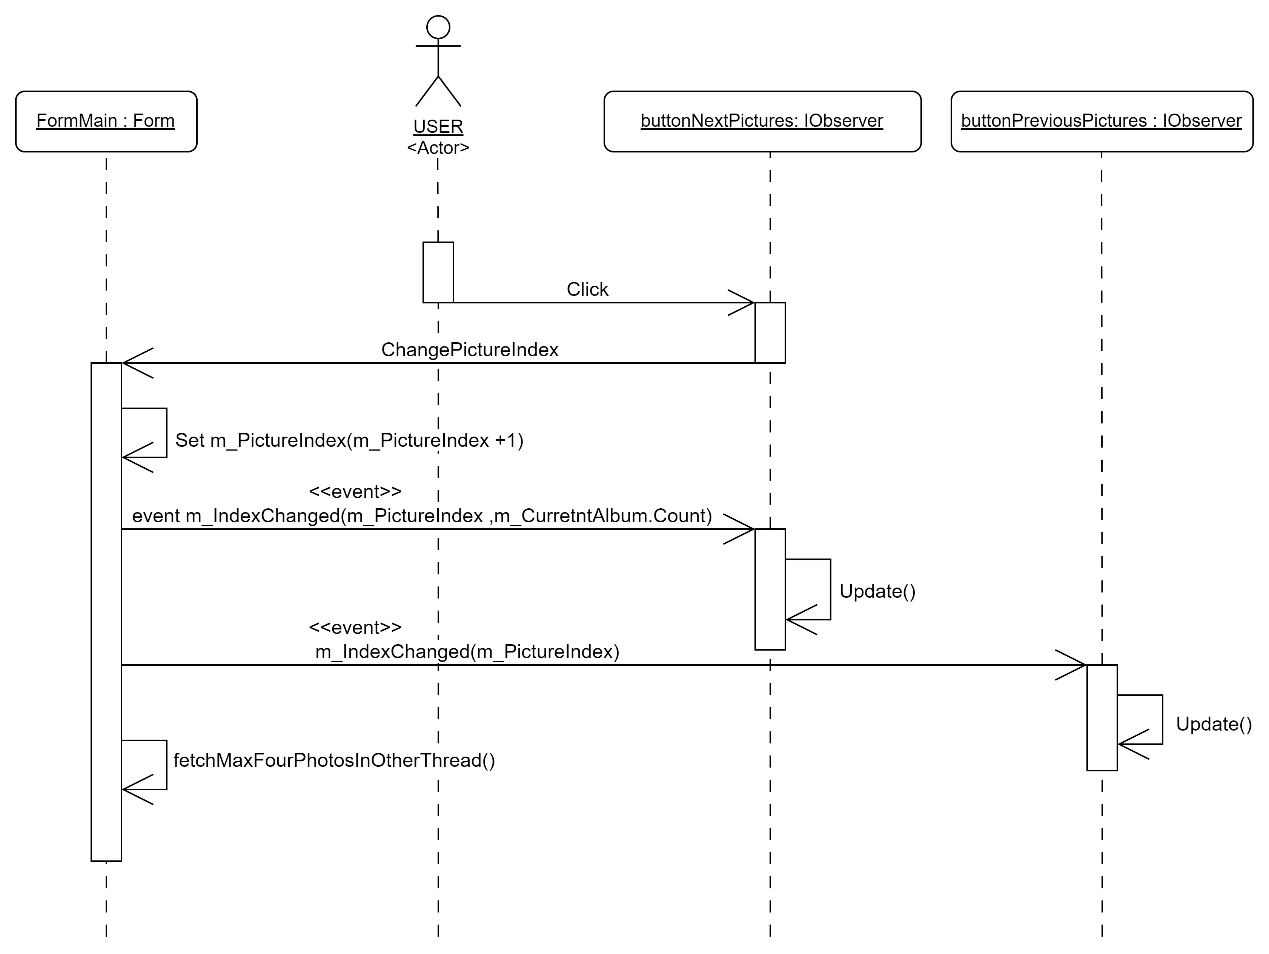 USER
<Actor>
FormMain : Form
buttonNextPictures: IObserver
buttonPreviousPictures : IObserver
Click
ChangePictureIndex
Set m_PictureIndex(m_PictureIndex +1)
<<event>>
event m_IndexChanged(m_PictureIndex ,m_CurretntAlbum.Count)
Update()
<<event>>
m_IndexChanged(m_PictureIndex)
Update()
fetchMaxFourPhotosInOtherThread()